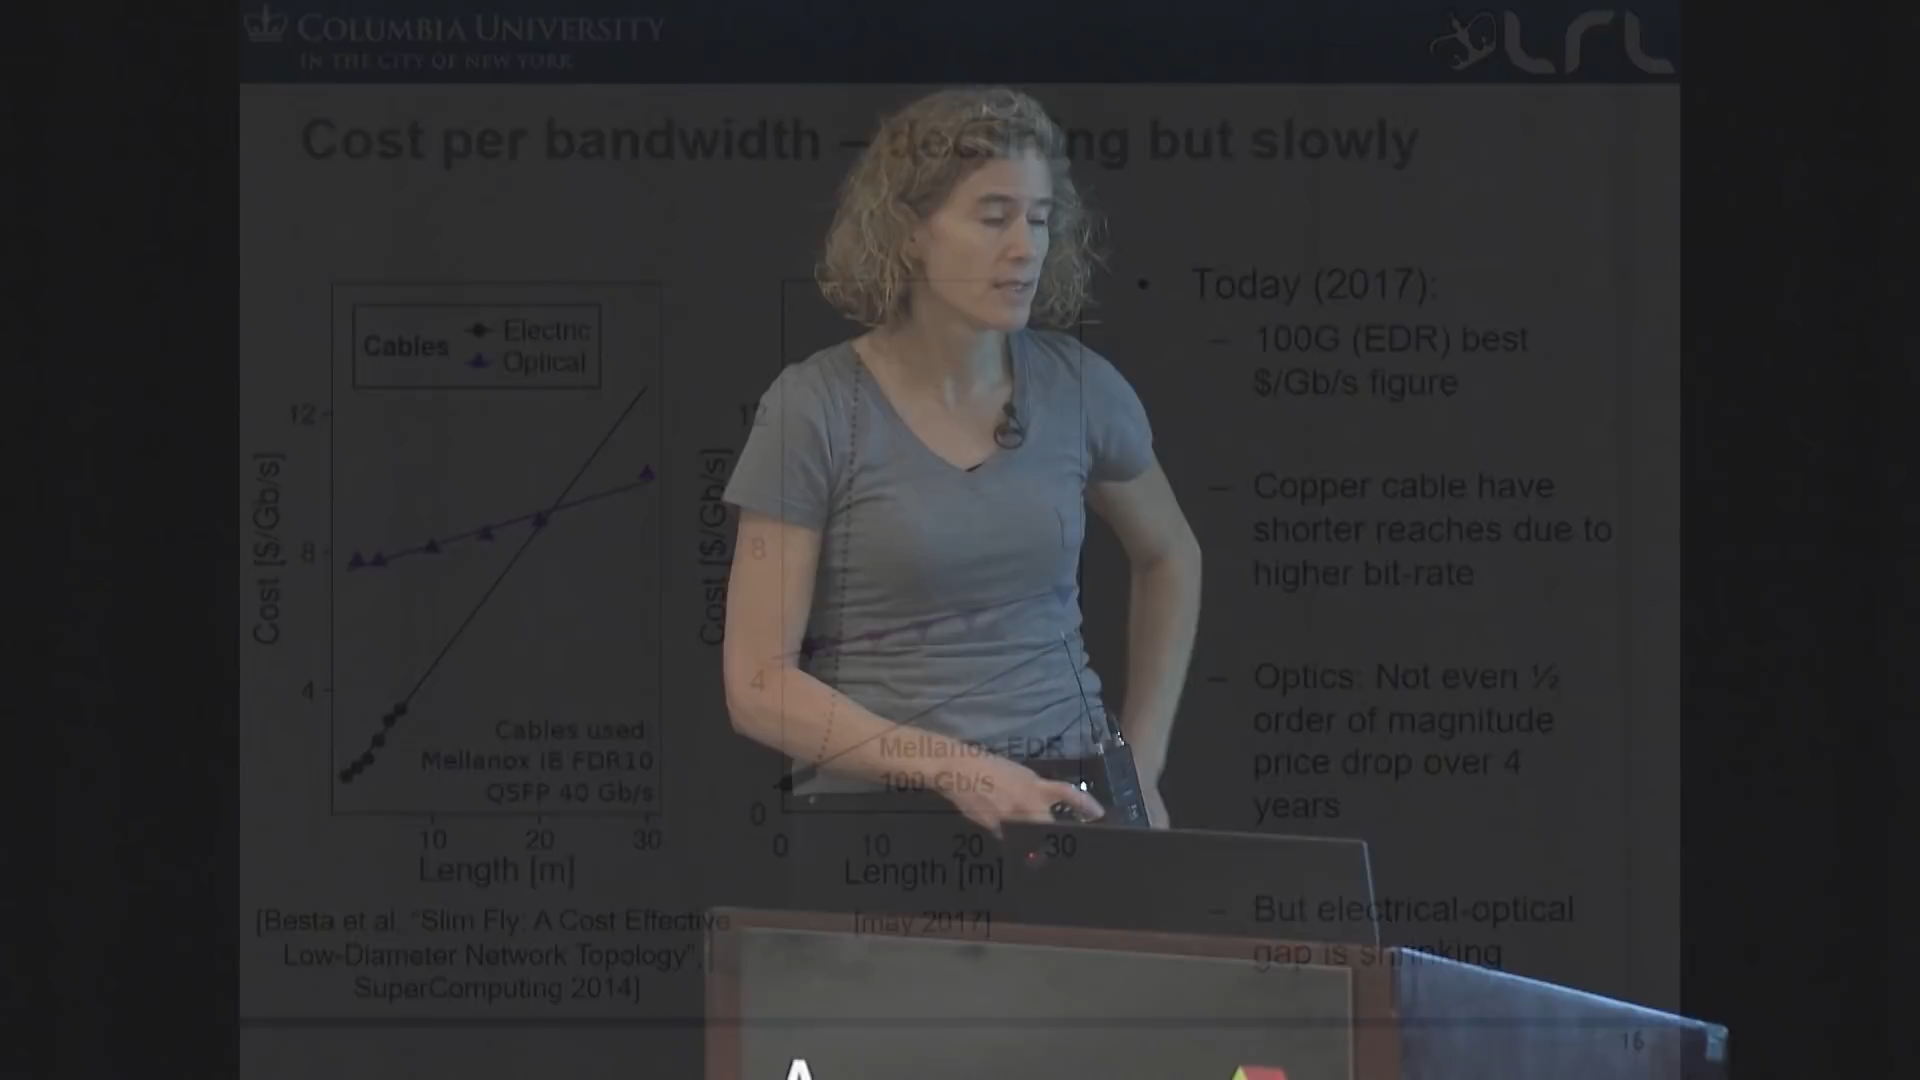 COLUMBIA UNIVERSITY
IN THE CITY OF NEW YORK
LRL
Cost per bandwidth – declining but slowly
Cables
Electric
Optical
12
8
4
Cost [$/Gb/s]
Cables used:
Mellanox IB FDR10
QSFP 40 Gb/s
10 20 30
Length [m]
[Besta et al. "Slim Fly: A Cost Effective
Low-Diameter Network Topology",
SuperComputing 2014]
12
8
4
0
Cost [$/Gb/s]
Mellanox EDR
100 Gb/s
0 10 20 30
Length [m]
[may 2017]
• Today (2017):
– 100G (EDR) best
$/Gb/s figure
– Copper cable have
shorter reaches due to
higher bit-rate
– Optics: Not even ½
order of magnitude
price drop over 4
years
– But electrical-optical
gap is shrinking
16
A